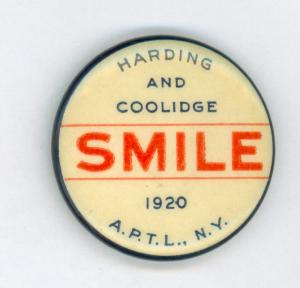 HARDING
AND
COOLIDGE
SMILE
1920
A.P.T.L., N.Y.